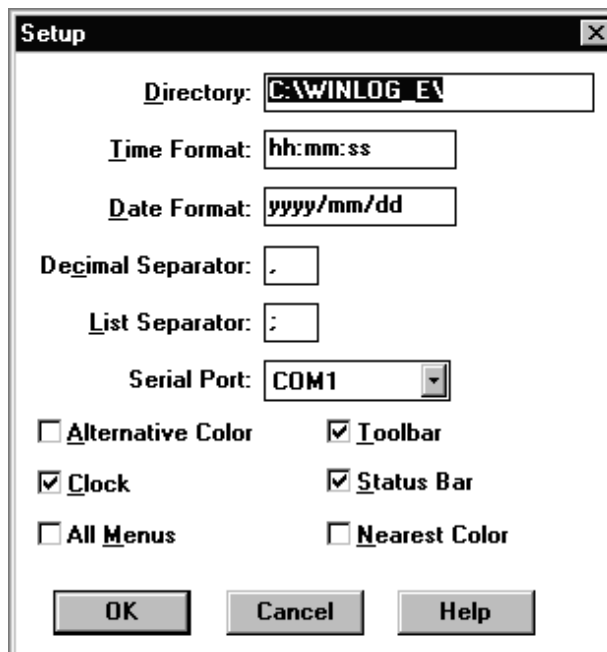 Setup
Directory: C:\WINLOG_E\
Time Format: hh:mm:ss
Date Format: yyyy/mm/dd
Decimal Separator: ,
List Separator: ;
Serial Port: COM1
Alternative Color Toolbar
Clock Status Bar
All Menus Nearest Color
OK Cancel Help